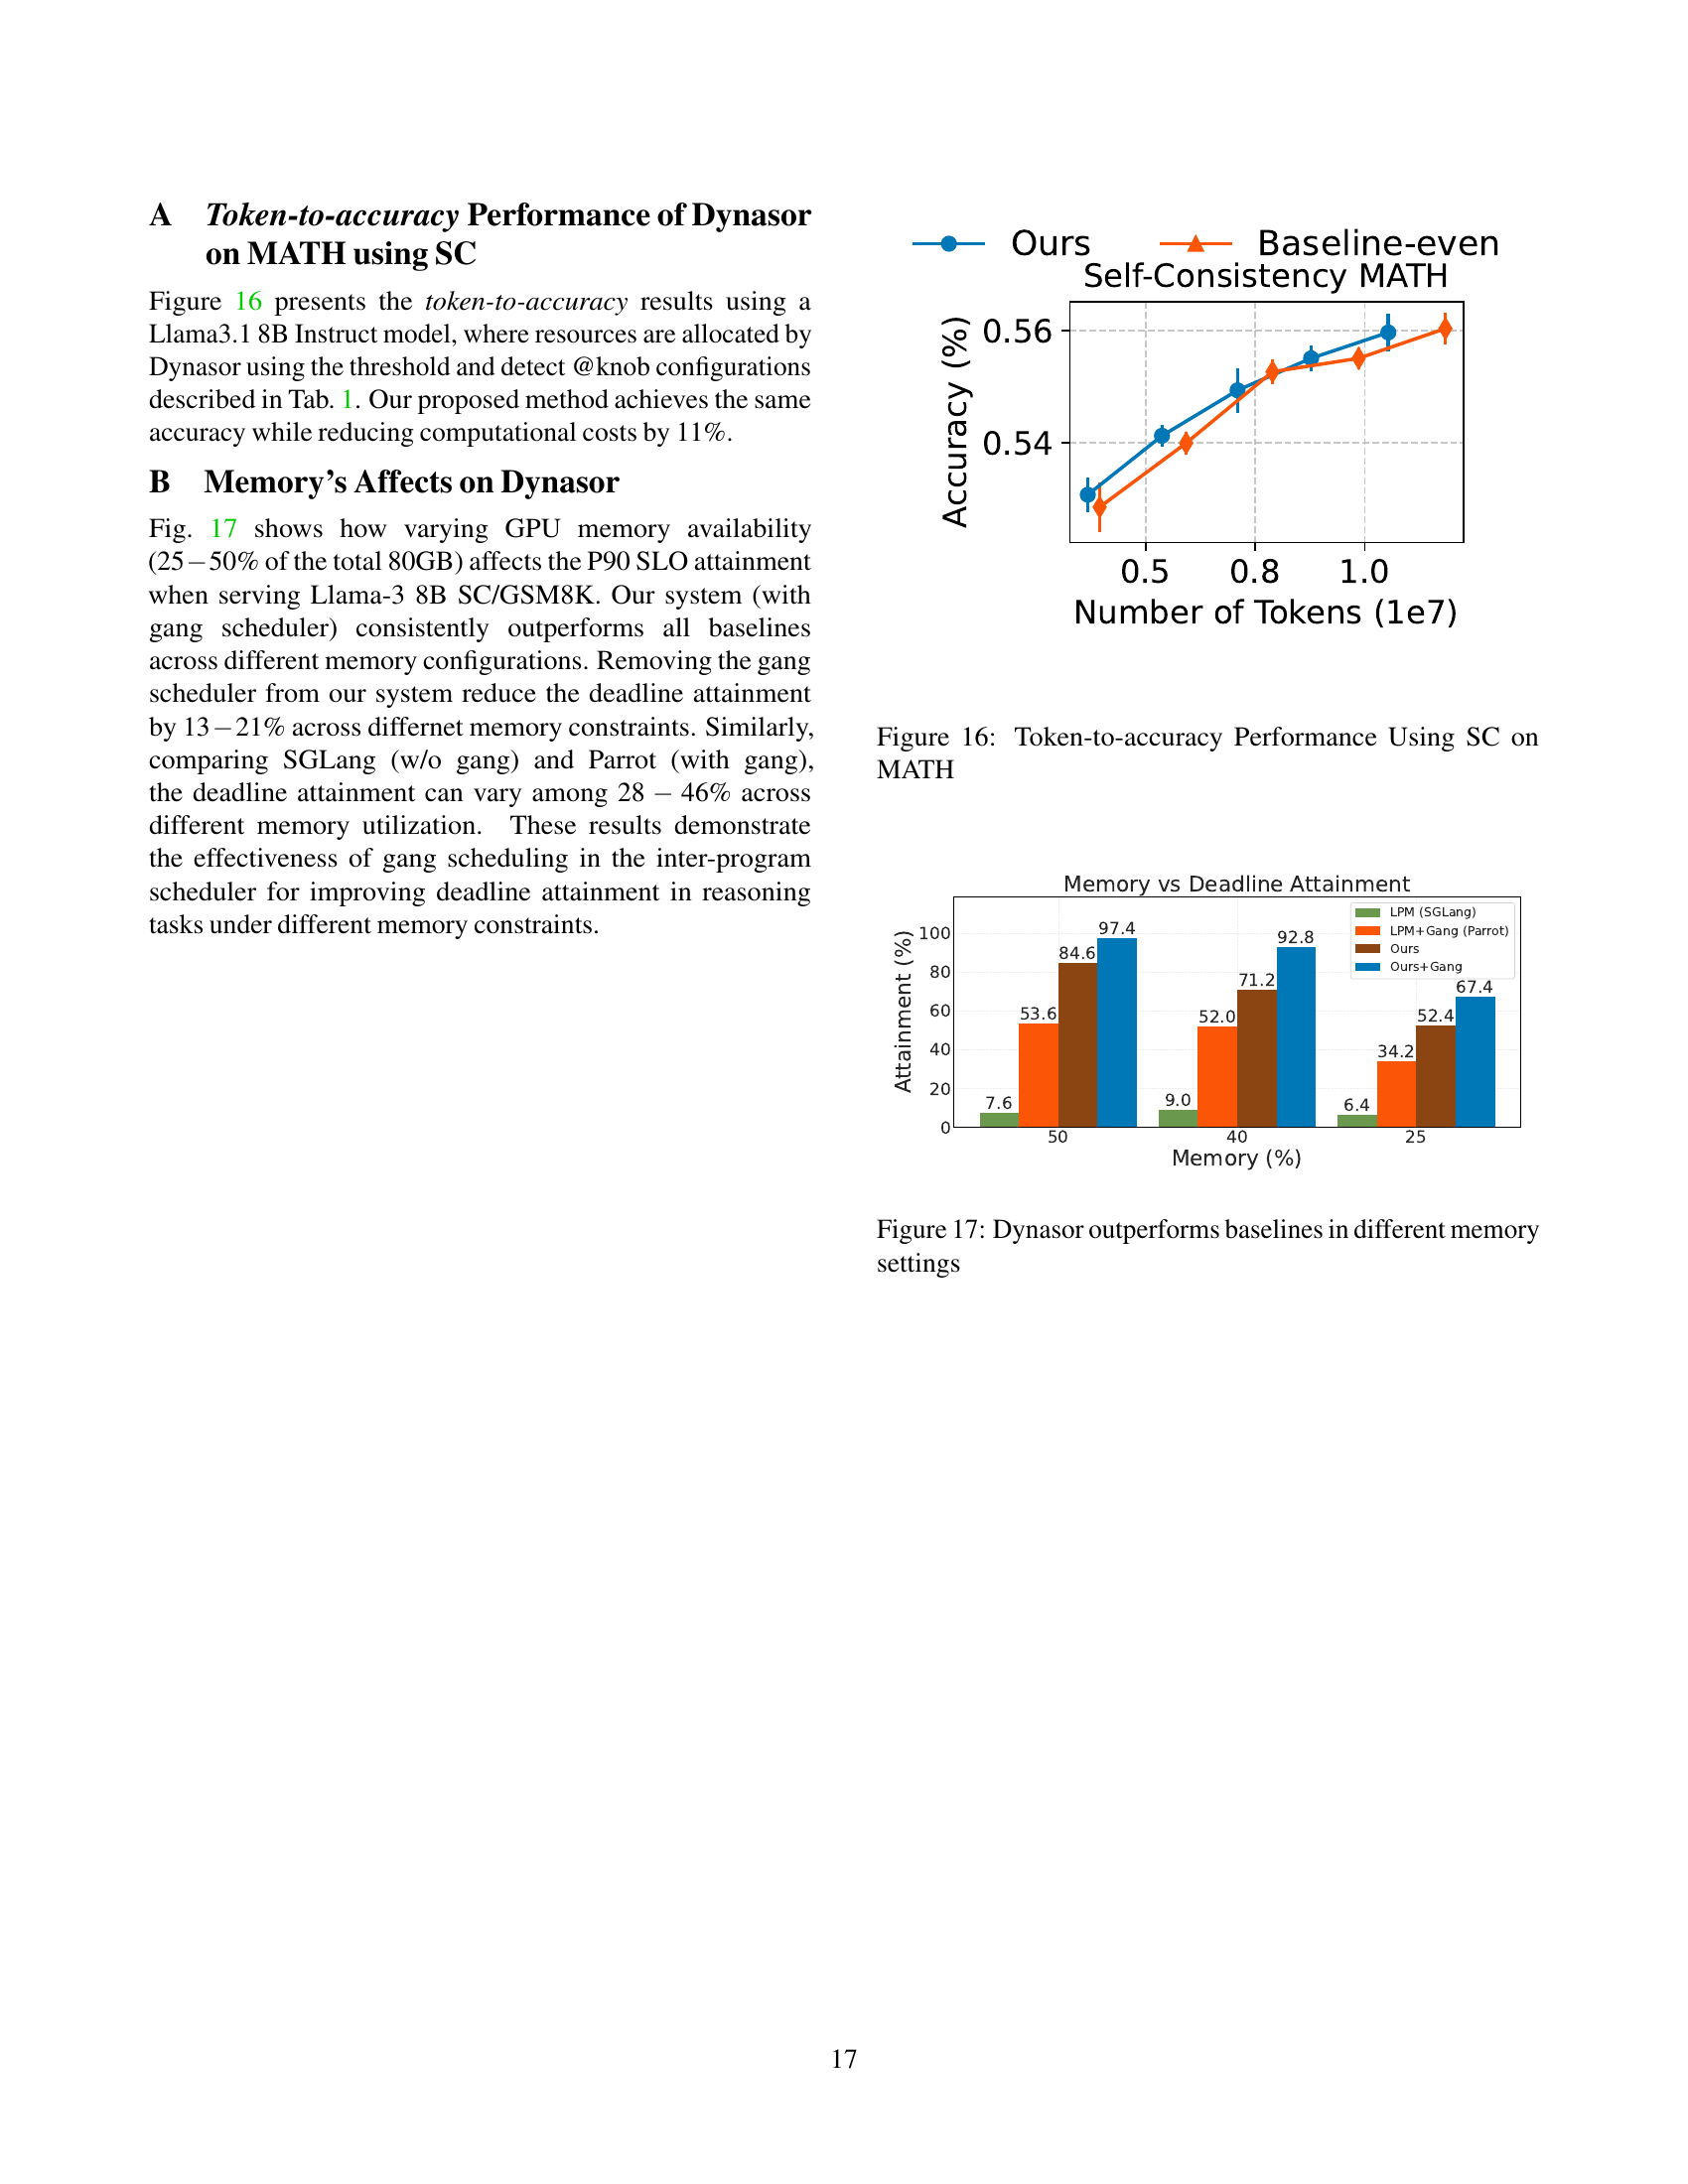 A Token-to-accuracy Performance of Dynasor
on MATH using SC
Figure 16 presents the token-to-accuracy results using a
Llama3.1 8B Instruct model, where resources are allocated by
Dynasor using the threshold and detect @knob configurations
described in Tab. 1. Our proposed method achieves the same
accuracy while reducing computational costs by 11%.
B Memory's Affects on Dynasor
Fig. 17 shows how varying GPU memory availability
(25−50% of the total 80GB) affects the P90 SLO attainment
when serving Llama-3 8B SC/GSM8K. Our system (with
gang scheduler) consistently outperforms all baselines
across different memory configurations. Removing the gang
scheduler from our system reduce the deadline attainment
by 13−21% across differnet memory constraints. Similarly,
comparing SGLang (w/o gang) and Parrot (with gang),
the deadline attainment can vary among 28 − 46% across
different memory utilization. These results demonstrate
the effectiveness of gang scheduling in the inter-program
scheduler for improving deadline attainment in reasoning
tasks under different memory constraints.
Ours Baseline-even
Self-Consistency MATH
Accuracy (%)
0.56
0.54
0.5 0.8 1.0
Number of Tokens (1e7)
Figure 16: Token-to-accuracy Performance Using SC on
MATH
Memory vs Deadline Attainment
Attainment (%)
100
80
60
40
20
0
LPM (SGLang)
LPM+Gang (Parrot)
Ours
Ours+Gang
7.6 53.6 84.6 97.4
9.0 52.0 71.2 92.8
6.4 34.2 52.4 67.4
50 40 25
Memory (%)
Figure 17: Dynasor outperforms baselines in different memory
settings
17